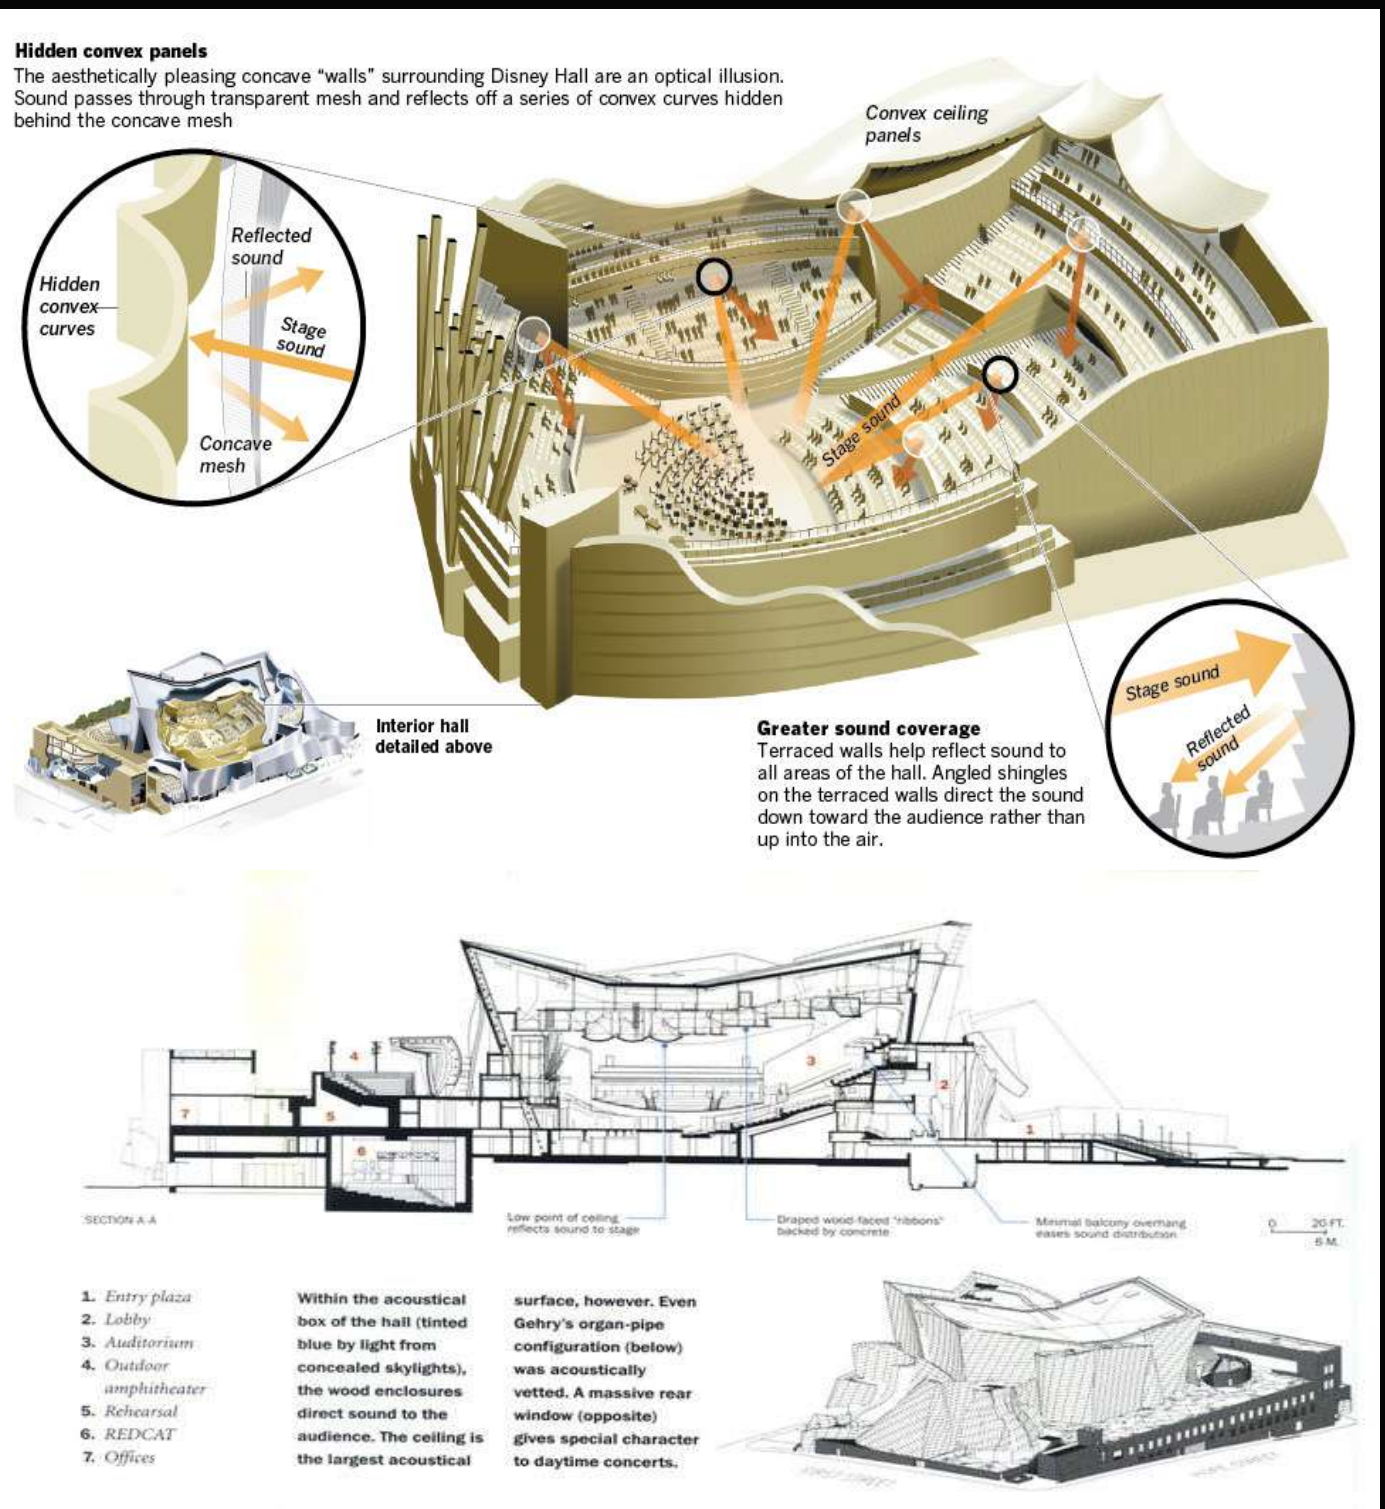 Hidden convex panels
The aesthetically pleasing concave “walls” surrounding Disney Hall are an optical illusion.
Sound passes through transparent mesh and reflects off a series of convex curves hidden
behind the concave mesh
Convex ceiling
panels
Reflected
sound
Hidden
convex
curves
Stage
sound
Concave
mesh
Stage sound
Stage sound
Reflected
sound
Interior hall
detailed above
Greater sound coverage
Terraced walls help reflect sound to
all areas of the hall. Angled shingles
on the terraced walls direct the sound
down toward the audience rather than
up into the air.
4
3
2
7
5
1
6
SECTION A-A
Low point of ceiling
reflects sound to stage
Draped wood-faced "ribbons"
backed by concrete
Minimal balcony overhang
eases sound distribution
0 20 FT.
6 M.
1. Entry plaza
2. Lobby
3. Auditorium
4. Outdoor
amphitheater
5. Rehearsal
6. REDCAT
7. Offices
Within the acoustical
box of the hall (tinted
blue by light from
concealed skylights),
the wood enclosures
direct sound to the
audience. The ceiling is
the largest acoustical
surface, however. Even
Gehry's organ-pipe
configuration (below)
was acoustically
vetted. A massive rear
window (opposite)
gives special character
to daytime concerts.
FIRST STREET
HOPE STREET